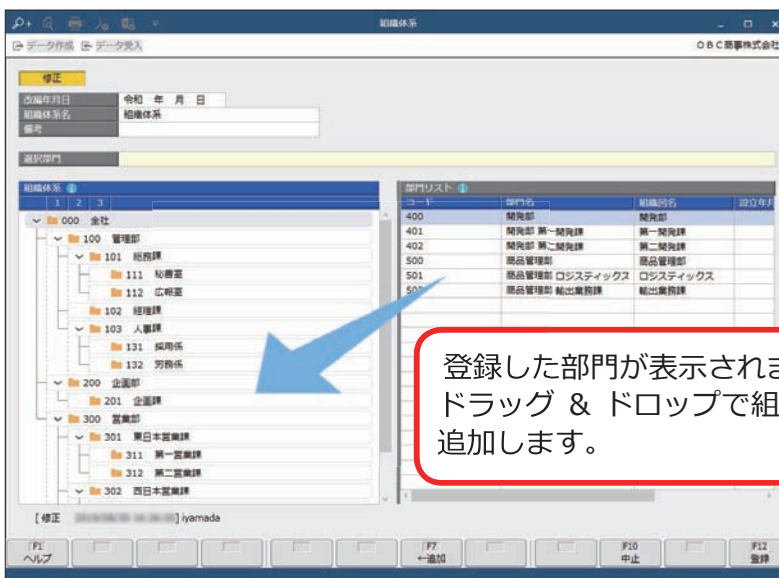 組織体系
データ作成 データ受入
OBC商事株式会社
修正
改編年月日 令和 年 月 日
組織体系名 組織体系
備考
選択部門
組織体系
1 2 3
000 全社
100 管理部
101 総務課
111 秘書室
112 広報室
102 経理課
103 人事課
131 採用係
132 労務係
200 企画部
201 企画課
300 営業部
301 東日本営業課
311 第一営業課
312 第二営業課
302 西日本営業課
部門リスト
コード 部門名 組織図名 設立年月
400 開発部 開発部
401 開発部 第一開発課 第一開発課
402 開発部 第二開発課 第二開発課
500 商品管理部 商品管理部
501 商品管理部 ロジスティックス ロジスティックス
商品管理部 輸出業務課 輸出業務課
登録した部門が表示されま
ドラッグ & ドロップで組
追加します。
[修正 ] iyamada
F1 F7 F10 F12
ヘルプ ←追加 中止 登録